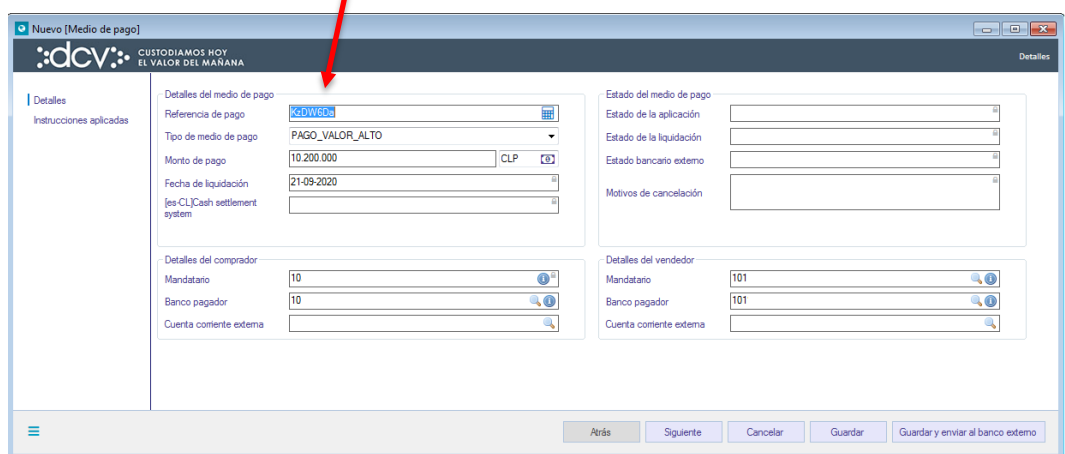 Nuevo [Medio de pago]
dcv
CUSTODIAMOS HOY
EL VALOR DEL MAÑANA
Detalles
Detalles
Instrucciones aplicadas
Detalles del medio de pago
Referencia de pago KzDW6Da
Tipo de medio de pago PAGO_VALOR_ALTO
Monto de pago 10.200.000 CLP
Fecha de liquidación 21-09-2020
[es-CL]Cash settlement
system
Estado del medio de pago
Estado de la aplicación
Estado de la liquidación
Estado bancario externo
Motivos de cancelación
Detalles del comprador
Mandatario 10
Banco pagador 10
Cuenta corriente externa
Detalles del vendedor
Mandatario 101
Banco pagador 101
Cuenta corriente externa
Atrás Siguiente Cancelar Guardar Guardar y enviar al banco externo